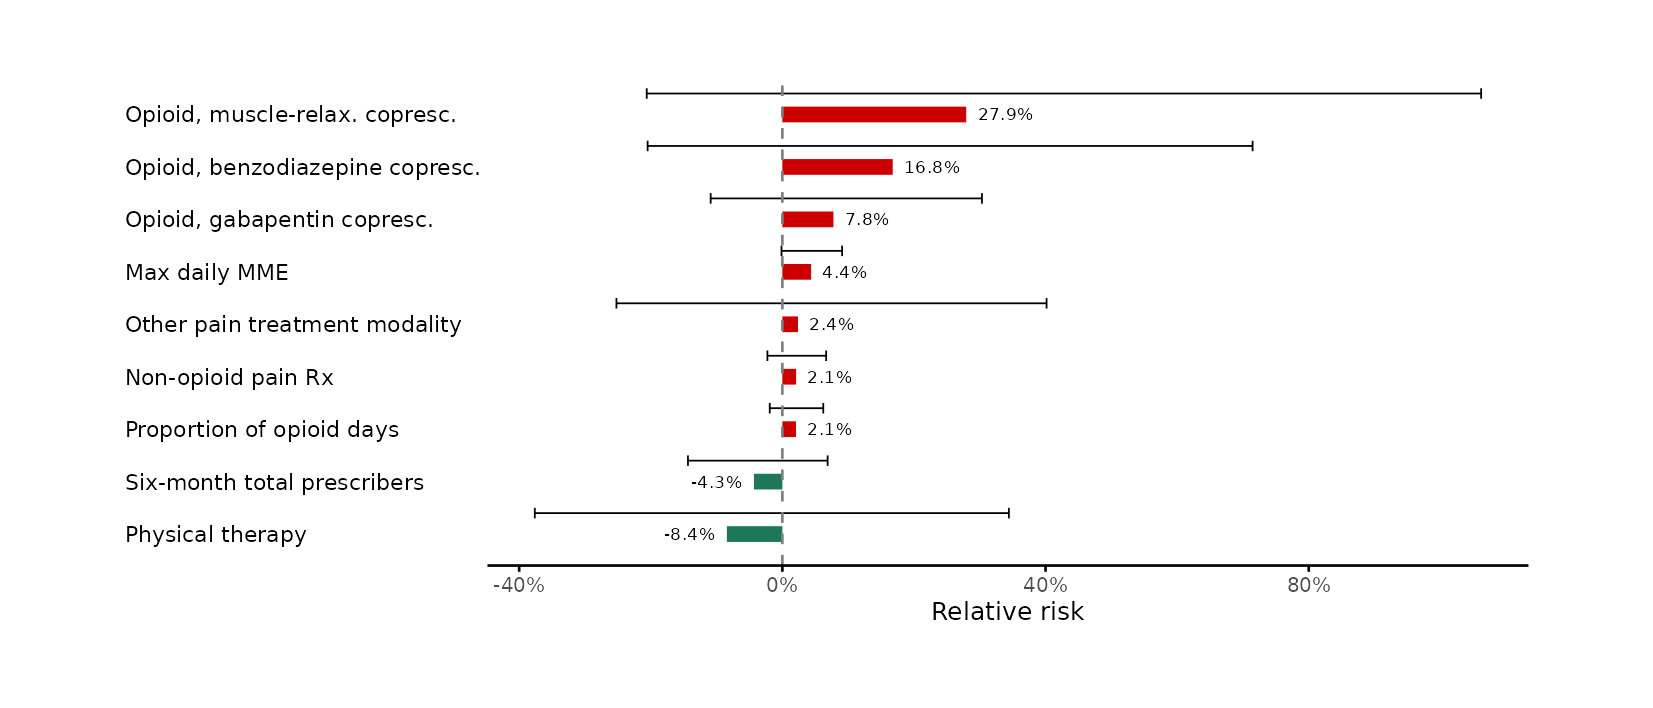 Opioid, muscle-relax. copresc.
27.9%
Opioid, benzodiazepine copresc.
16.8%
Opioid, gabapentin copresc.
7.8%
Max daily MME
4.4%
Other pain treatment modality
2.4%
Non-opioid pain Rx
2.1%
Proportion of opioid days
2.1%
Six-month total prescribers
-4.3%
Physical therapy
-8.4%
-40%
0%
40%
80%
Relative risk